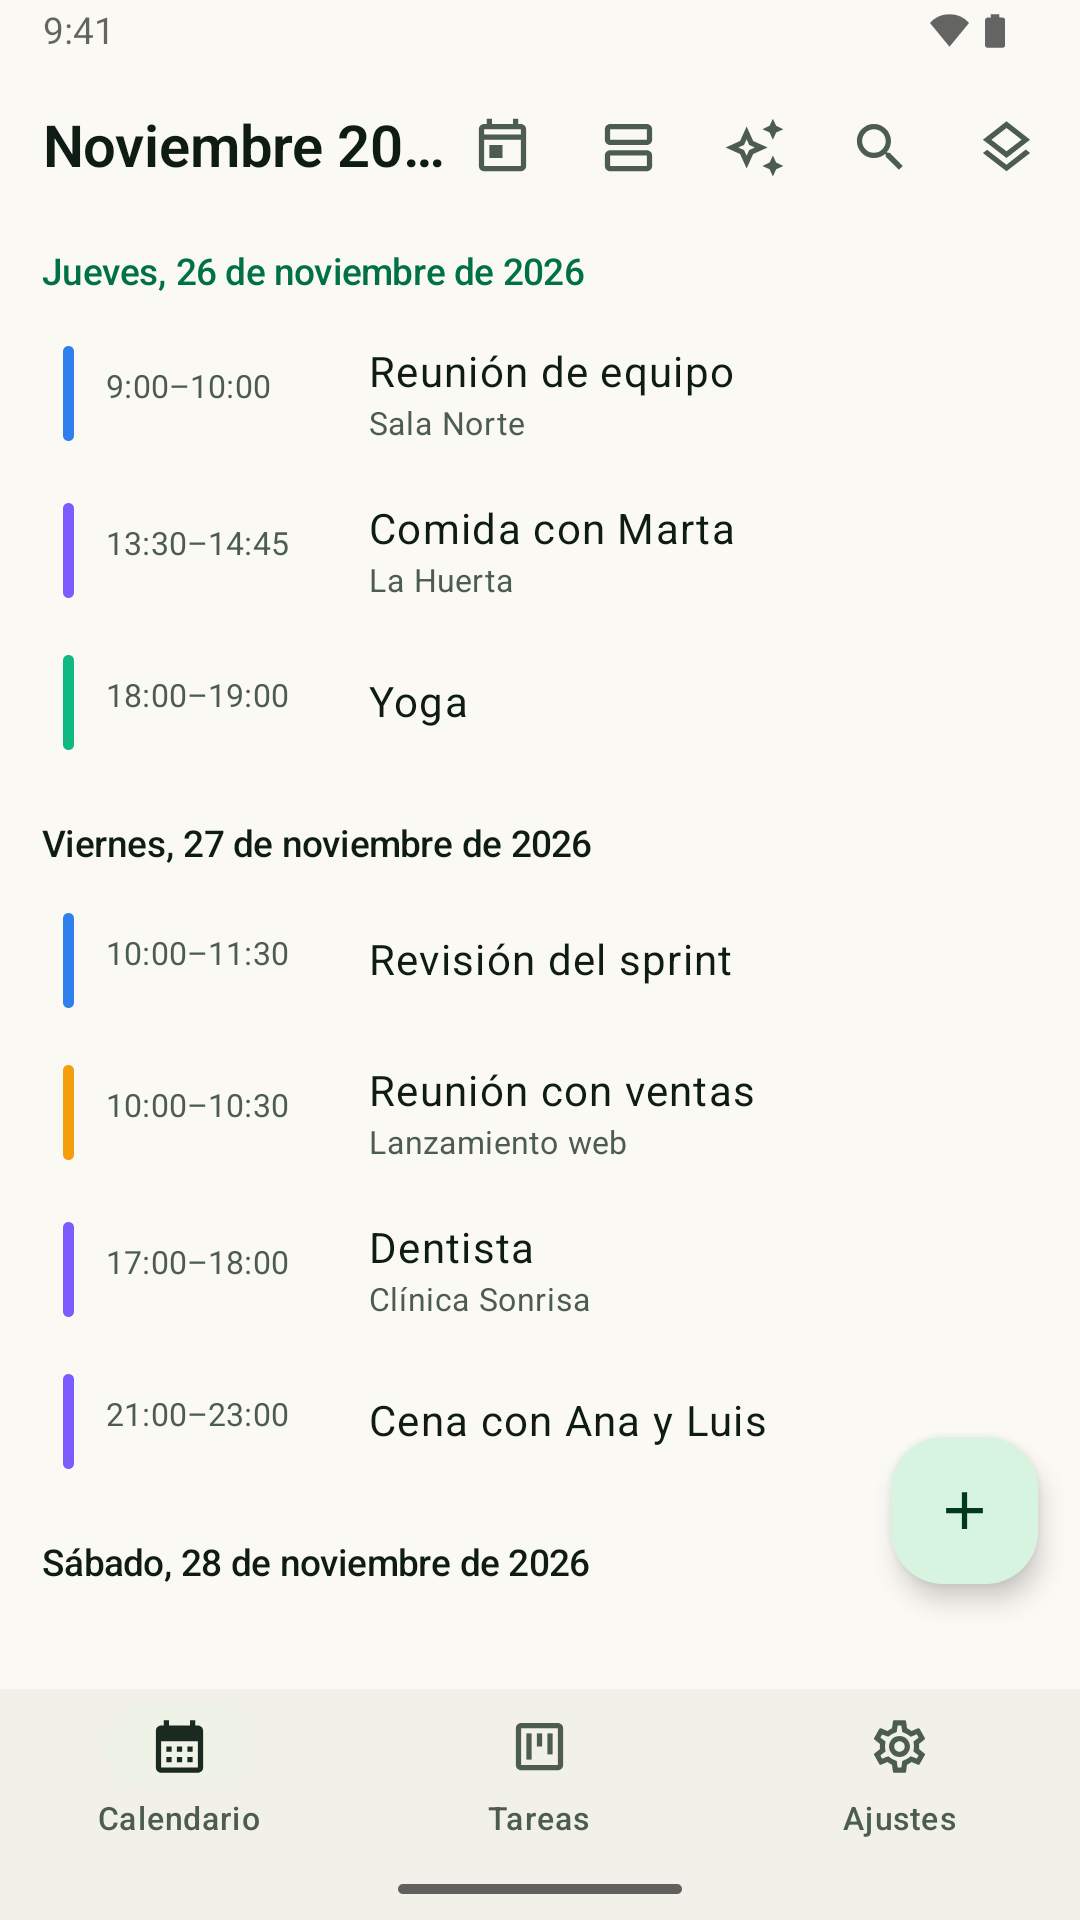 9:41
Noviembre 20…
Jueves, 26 de noviembre de 2026
9:00–10:00
Reunión de equipo
Sala Norte
13:30–14:45
Comida con Marta
La Huerta
18:00–19:00
Yoga
Viernes, 27 de noviembre de 2026
10:00–11:30
Revisión del sprint
10:00–10:30
Reunión con ventas
Lanzamiento web
17:00–18:00
Dentista
Clínica Sonrisa
21:00–23:00
Cena con Ana y Luis
Sábado, 28 de noviembre de 2026
Calendario
Tareas
Ajustes